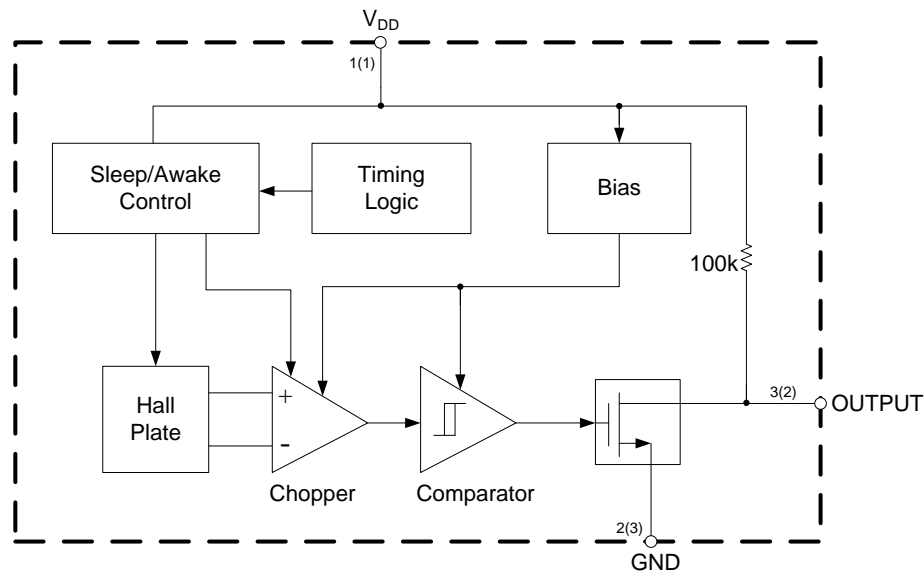 VDD
1(1)
Sleep/Awake
Control
Timing
Logic
Bias
100k
Hall
Plate
+
-
Chopper
Comparator
3(2)
OUTPUT
2(3)
GND